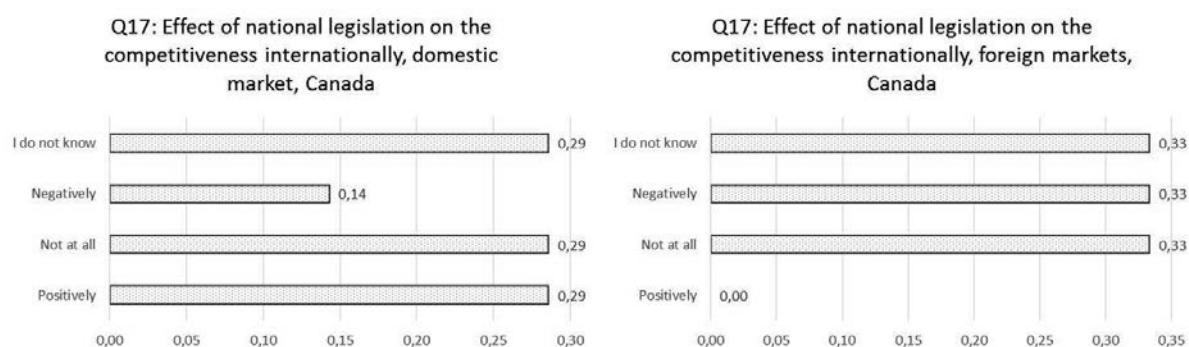 Q17: Effect of national legislation on the
competitiveness internationally, domestic
market, Canada
I do not know
0,29
Negatively
0,14
Not at all
0,29
Positively
0,29
0,00 0,05 0,10 0,15 0,20 0,25 0,30
Q17: Effect of national legislation on the
competitiveness internationally, foreign markets,
Canada
I do not know
0,33
Negatively
0,33
Not at all
0,33
Positively
0,00
0,00 0,05 0,10 0,15 0,20 0,25 0,30 0,35